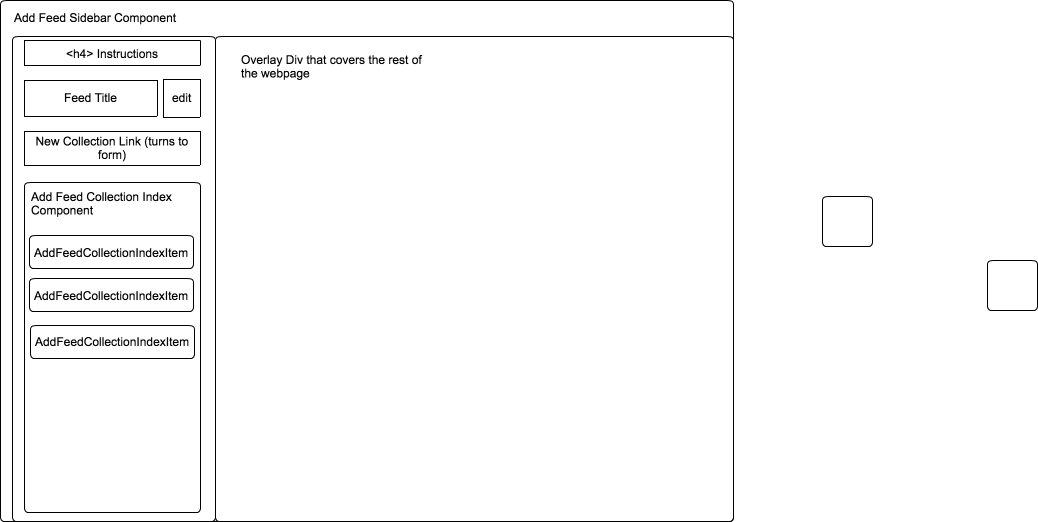 Add Feed Sidebar Component
<h4> Instructions
Overlay Div that covers the rest of
the webpage
Feed Title
edit
New Collection Link (turns to
form)
Add Feed Collection Index
Component
AddFeedCollectionIndexItem
AddFeedCollectionIndexItem
AddFeedCollectionIndexItem